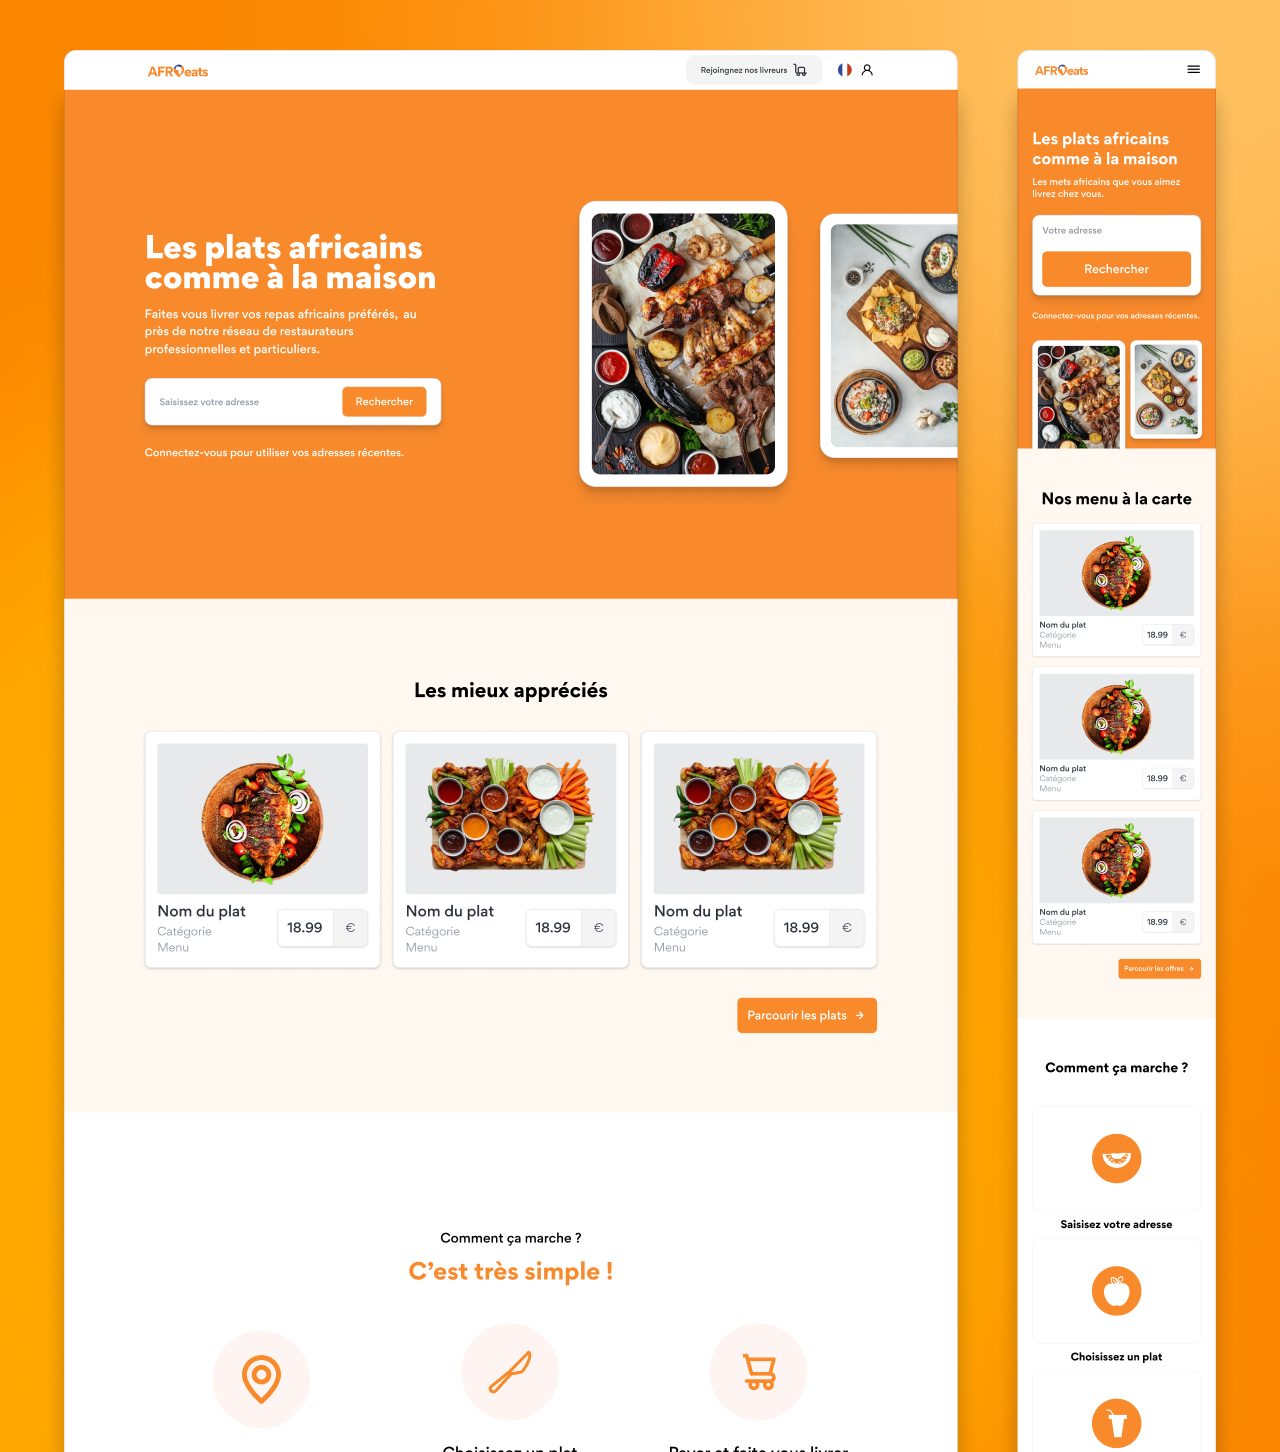 AFROeats
Rejoingnez nos livreurs
Les plats africains
comme à la maison
Faites vous livrer vos repas africains préférés, au
près de notre réseau de restaurateurs
professionnelles et particuliers.
Saisissez votre adresse
Rechercher
Connectez-vous pour utiliser vos adresses récentes.
Les mieux appréciés
Nom du plat
Catégorie
Menu
18.99 €
Nom du plat
Catégorie
Menu
18.99 €
Nom du plat
Catégorie
Menu
18.99 €
Parcourir les plats
Comment ça marche ?
C’est très simple !
Choisissez un plat
Payer et faite vous livrer
AFROeats
Les plats africains
comme à la maison
Les mets africains que vous aimez
livrez chez vous.
Votre adresse
Rechercher
Connectez-vous pour vos adresses récentes.
Nos menu à la carte
Nom du plat
Catégorie
Menu
18.99 €
Nom du plat
Catégorie
Menu
18.99 €
Nom du plat
Catégorie
Menu
18.99 €
Parcourir les offres
Comment ça marche ?
Saisisez votre adresse
Choisissez un plat